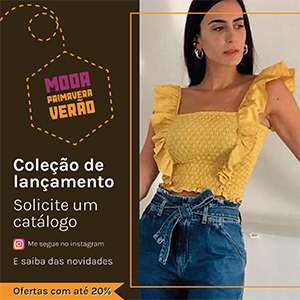 MODA
PRIMAVERA
VERÃO
Coleção de
lançamento
Solicite um
catálogo
Me segue no instagram
E saiba das novidades
Ofertas com até 20%